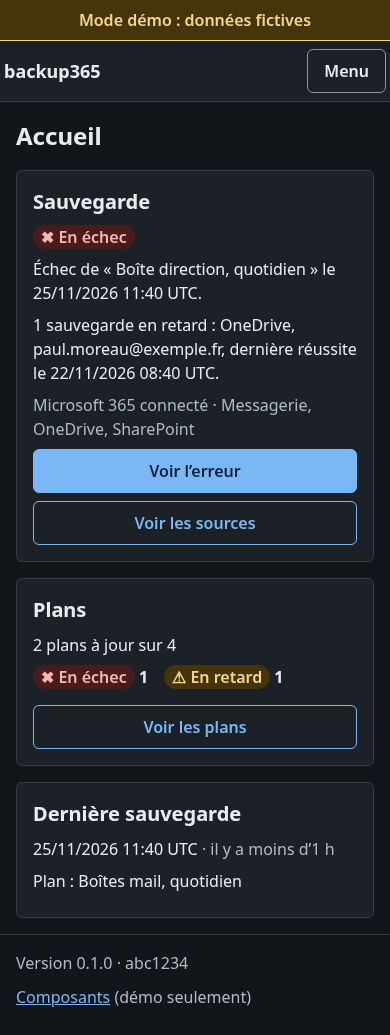 Mode démo : données fictives
backup365
Menu
Accueil
Sauvegarde
✖ En échec
Échec de « Boîte direction, quotidien » le
25/11/2026 11:40 UTC.
1 sauvegarde en retard : OneDrive,
paul.moreau@exemple.fr, dernière réussite
le 22/11/2026 08:40 UTC.
Microsoft 365 connecté · Messagerie,
OneDrive, SharePoint
Voir l’erreur
Voir les sources
Plans
2 plans à jour sur 4
✖ En échec 1 ⚠ En retard 1
Voir les plans
Dernière sauvegarde
25/11/2026 11:40 UTC · il y a moins d’1 h
Plan : Boîtes mail, quotidien
Version 0.1.0 · abc1234
Composants (démo seulement)